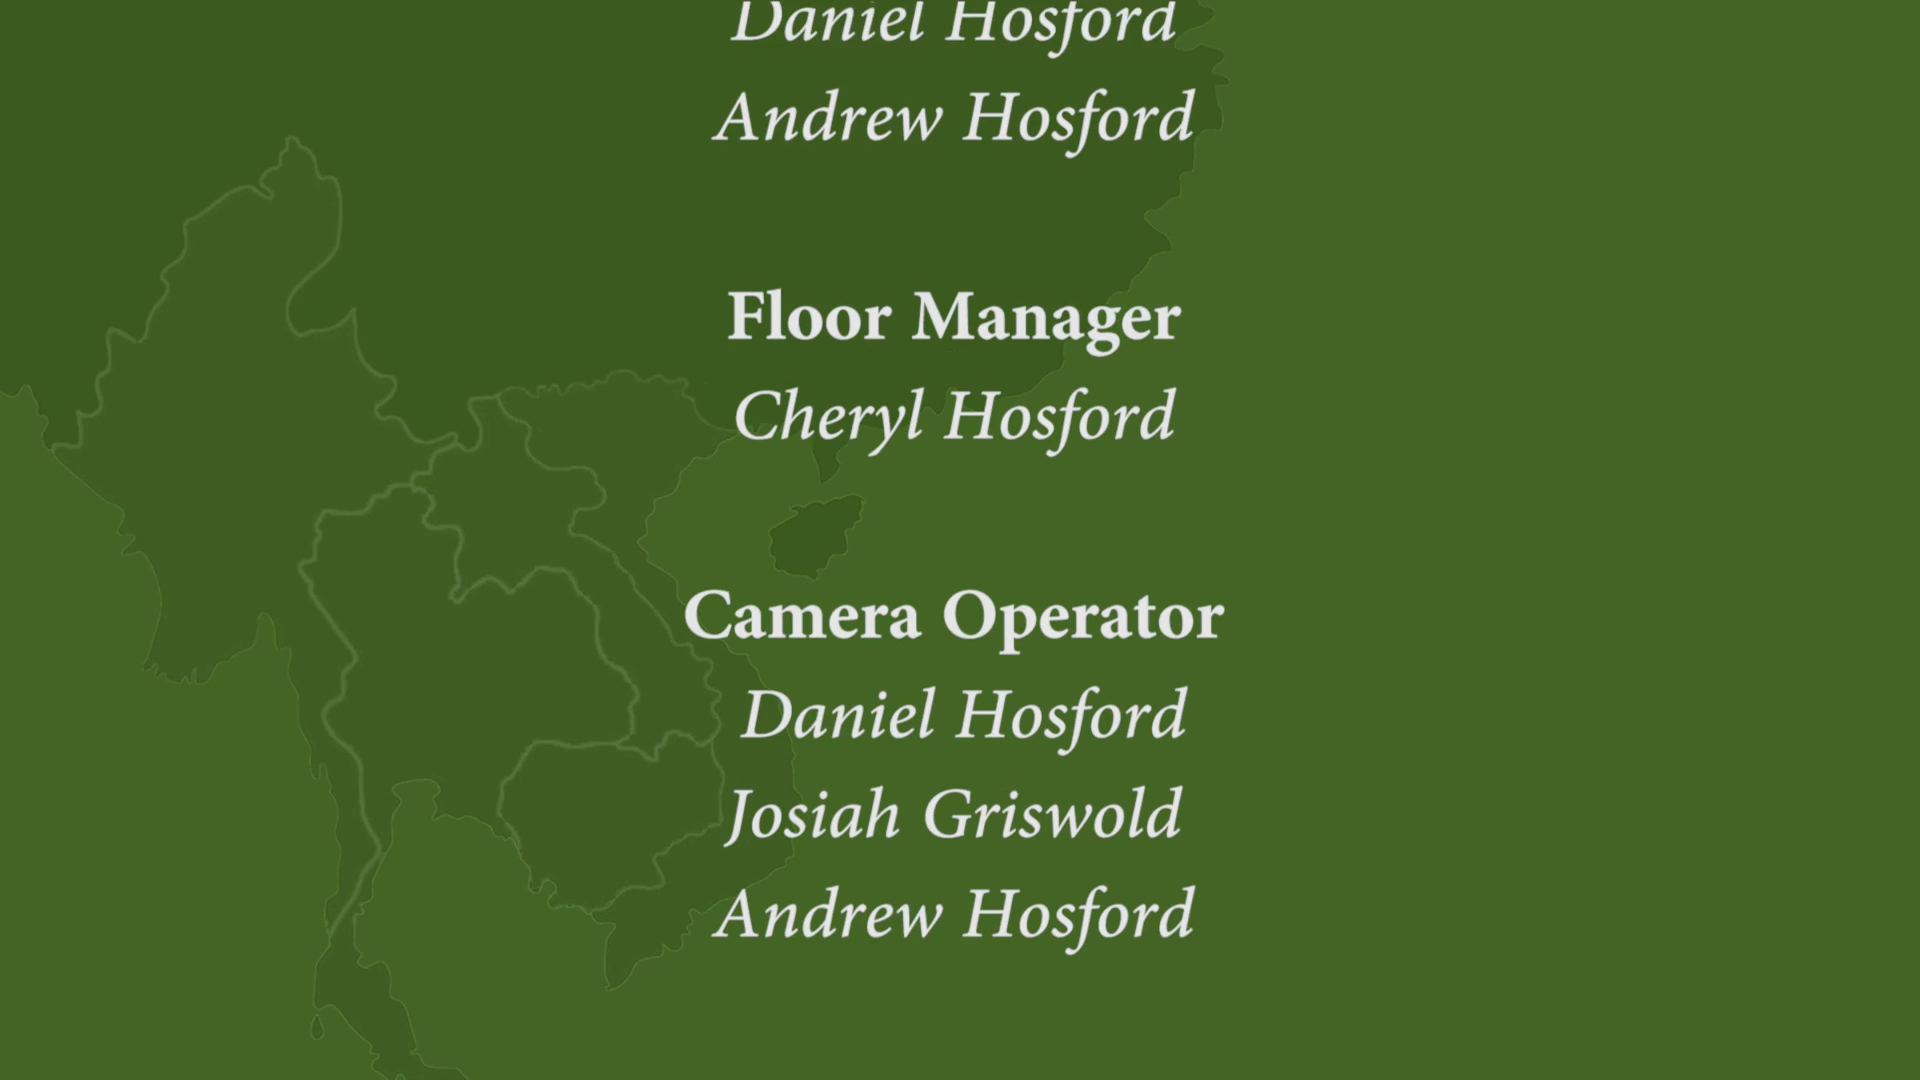 Daniel Hosford
Andrew Hosford
Floor Manager
Cheryl Hosford
Camera Operator
Daniel Hosford
Josiah Griswold
Andrew Hosford